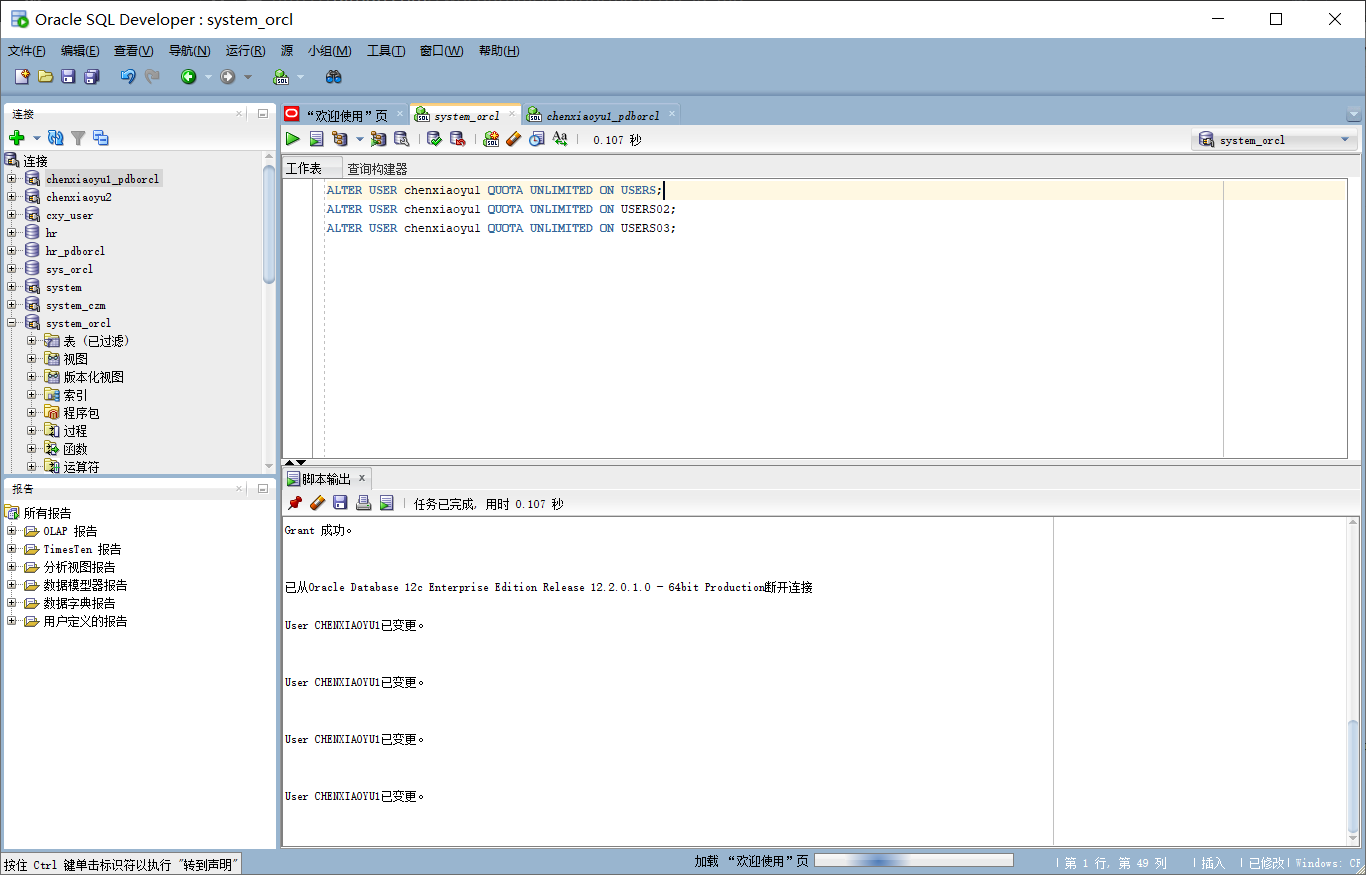 Oracle SQL Developer : system_orcl
文件(F) 编辑(E) 查看(V) 导航(N) 运行(R) 源 小组(M) 工具(T) 窗口(W) 帮助(H)
连接
连接
chenxiaoyu1_pdborcl
chenxiaoyu2
cxy_user
hr
hr_pdborcl
sys_orcl
system
system_czm
system_orcl
表（已过滤）
视图
版本化视图
索引
程序包
过程
函数
运算符
报告
所有报告
OLAP 报告
TimesTen 报告
分析视图报告
数据模型器报告
数据字典报告
用户定义的报告
“欢迎使用”页 system_orcl chenxiaoyu1_pdborcl
0.107 秒
system_orcl
工作表 查询构建器
ALTER USER chenxiaoyu1 QUOTA UNLIMITED ON USERS;
ALTER USER chenxiaoyu1 QUOTA UNLIMITED ON USERS02;
ALTER USER chenxiaoyu1 QUOTA UNLIMITED ON USERS03;
脚本输出 x
任务已完成, 用时 0.107 秒
Grant 成功。
已从Oracle Database 12c Enterprise Edition Release 12.2.0.1.0 - 64bit Production断开连接
User CHENXIAOYU1已变更。
User CHENXIAOYU1已变更。
User CHENXIAOYU1已变更。
User CHENXIAOYU1已变更。
按住 Ctrl 键单击标识符以执行 "转到声明"
加载 “欢迎使用”页
第 1 行, 第 49 列 | 插入 | 已修改 | Windows: